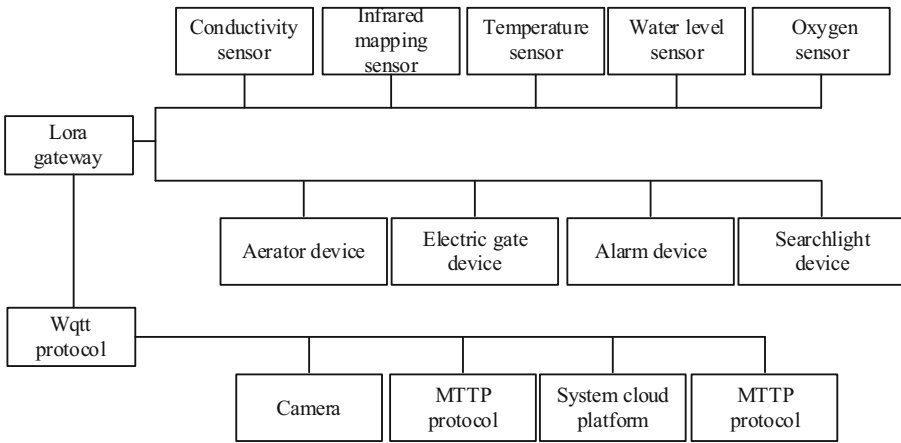 Conductivity
sensor
Infrared
mapping
sensor
Temperature
sensor
Water level
sensor
Oxygen
sensor
Lora
gateway
Aerator device
Electric gate
device
Alarm device
Searchlight
device
Wqtt
protocol
Camera
MTTP
protocol
System cloud
platform
MTTP
protocol